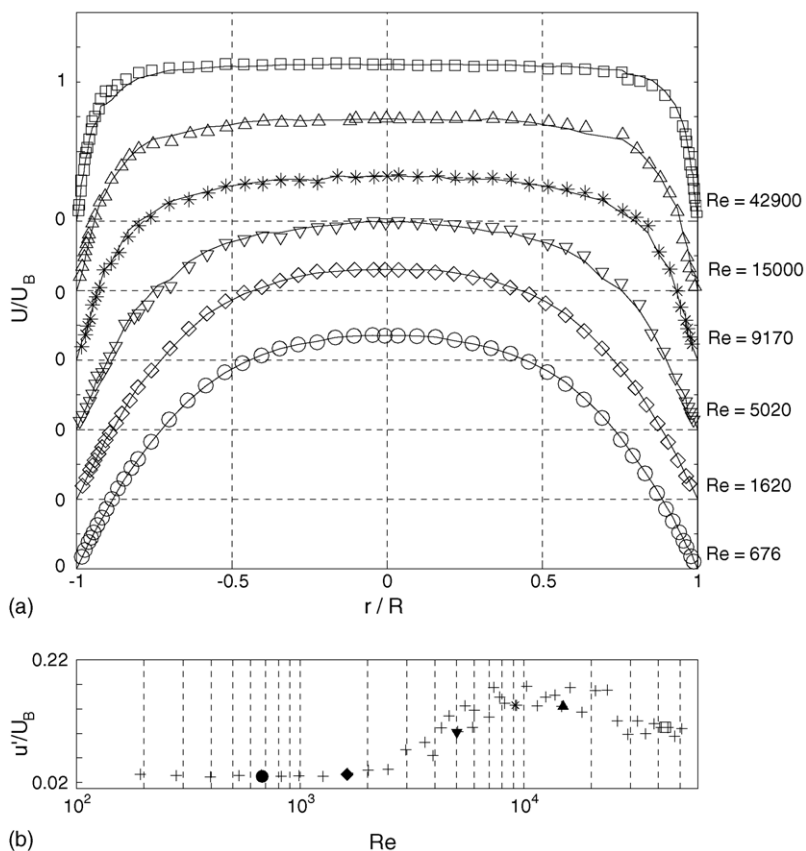 1
U/U_B
0
Re = 42900
0
Re = 15000
0
Re = 9170
0
Re = 5020
0
Re = 1620
0
Re = 676
-1 -0.5 0 0.5 1
(a) r / R
0.22
u'/U_B
0.02
10^2 10^3 10^4
(b) Re